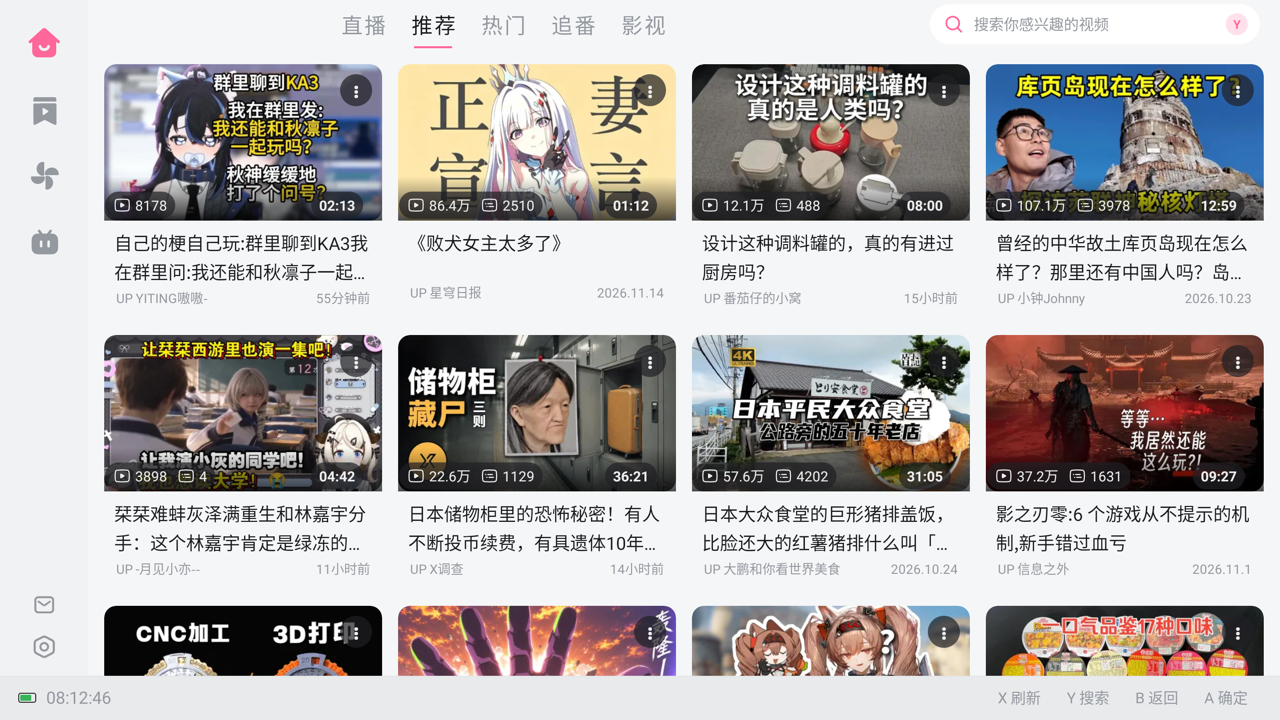 直播 推荐 热门 追番 影视
搜索你感兴趣的视频
Y
群里聊到KA3
我在群里发:
我还能和秋凛子
一起玩吗?
秋神缓缓地
打了个问号?
8178 02:13
自己的梗自己玩:群里聊到KA3我
在群里问:我还能和秋凛子一起...
UP YITING嗷嗷- 55分钟前
正 妻
宣 言
86.4万 2510 01:12
《败犬女主太多了》
UP 星穹日报 2026.11.14
设计这种调料罐的
真的是人类吗?
12.1万 488 08:00
设计这种调料罐的，真的有进过
厨房吗？
UP 番茄仔的小窝 15小时前
库页岛现在怎么样了?
107.1万 3978 12:59
曾经的中华故土库页岛现在怎么
样了？那里还有中国人吗？岛...
UP 小钟Johnny 2026.10.23
让栞栞西游里也演一集吧!
第12
让我演小灰的同学吧!
3898 4 04:42
栞栞难蚌灰泽满重生和林嘉宇分
手：这个林嘉宇肯定是绿冻的...
UP -月见小亦-- 11小时前
储物柜
藏尸 三则
22.6万 1129 36:21
日本储物柜里的恐怖秘密！有人
不断投币续费，有具遗体10年...
UP X调查 14小时前
4K
とり安食堂
日本平民大众食堂
公路旁的五十年老店
57.6万 4202 31:05
日本大众食堂的巨形猪排盖饭，
比脸还大的红薯猪排什么叫「...
UP 大鹏和你看世界美食 2026.10.24
等等…
我居然还能
这么玩?!
37.2万 1631 09:27
影之刃零:6 个游戏从不提示的机
制,新手错过血亏
UP 信息之外 2026.11.1
CNC加工 3D打印
?
一口气品鉴17种口味
08:12:46
X 刷新 Y 搜索 B 返回 A 确定